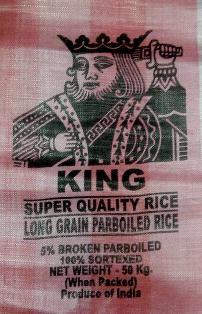 KING
SUPER QUALITY RICE
LONG GRAIN PARBOILED RICE
5% BROKEN PARBOILED
100% SORTEXED
NET WEIGHT - 50 Kg.
(When Packed)
Produce of India